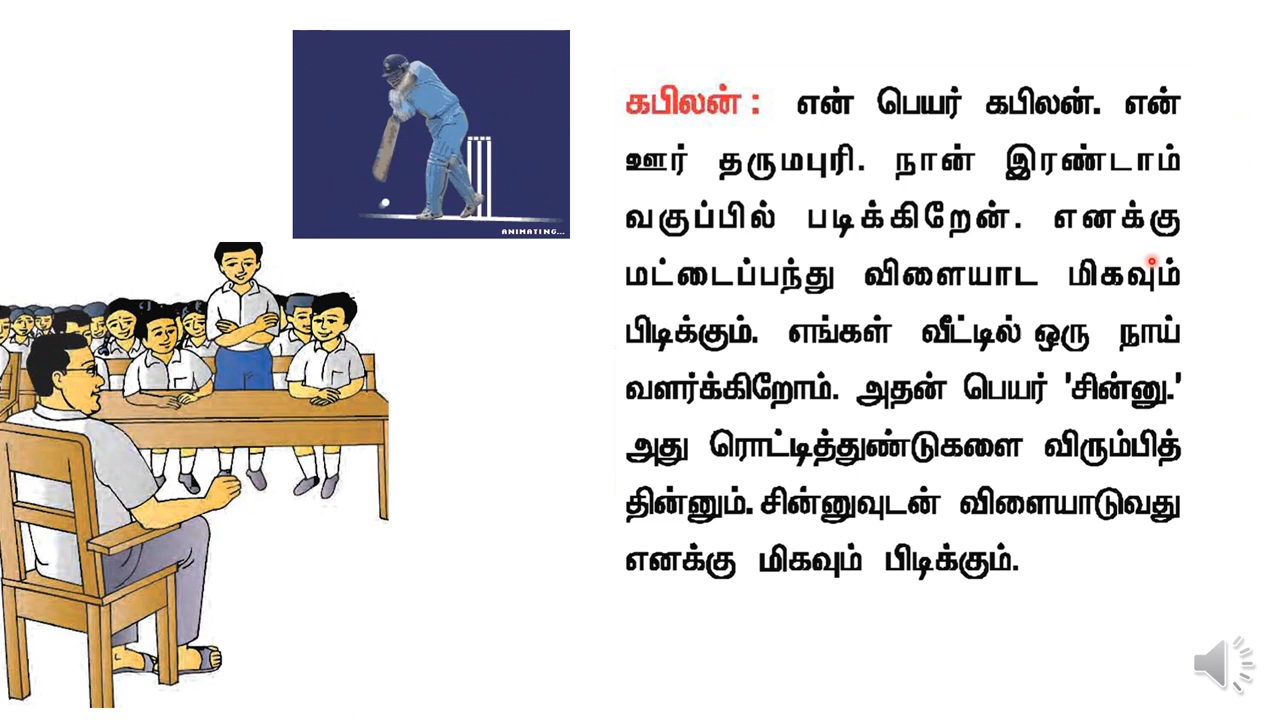 ANIMATING...
கபிலன் : என் பெயர் கபிலன். என்
ஊர் தருமபுரி. நான் இரண்டாம்
வகுப்பில் படிக்கிறேன். எனக்கு
மட்டைப்பந்து விளையாட மிகவும்
பிடிக்கும். எங்கள் வீட்டில் ஒரு நாய்
வளர்க்கிறோம். அதன் பெயர் 'சின்னு.'
அது ரொட்டித்துண்டுகளை விரும்பித்
தின்னும். சின்னுவுடன் விளையாடுவது
எனக்கு மிகவும் பிடிக்கும்.